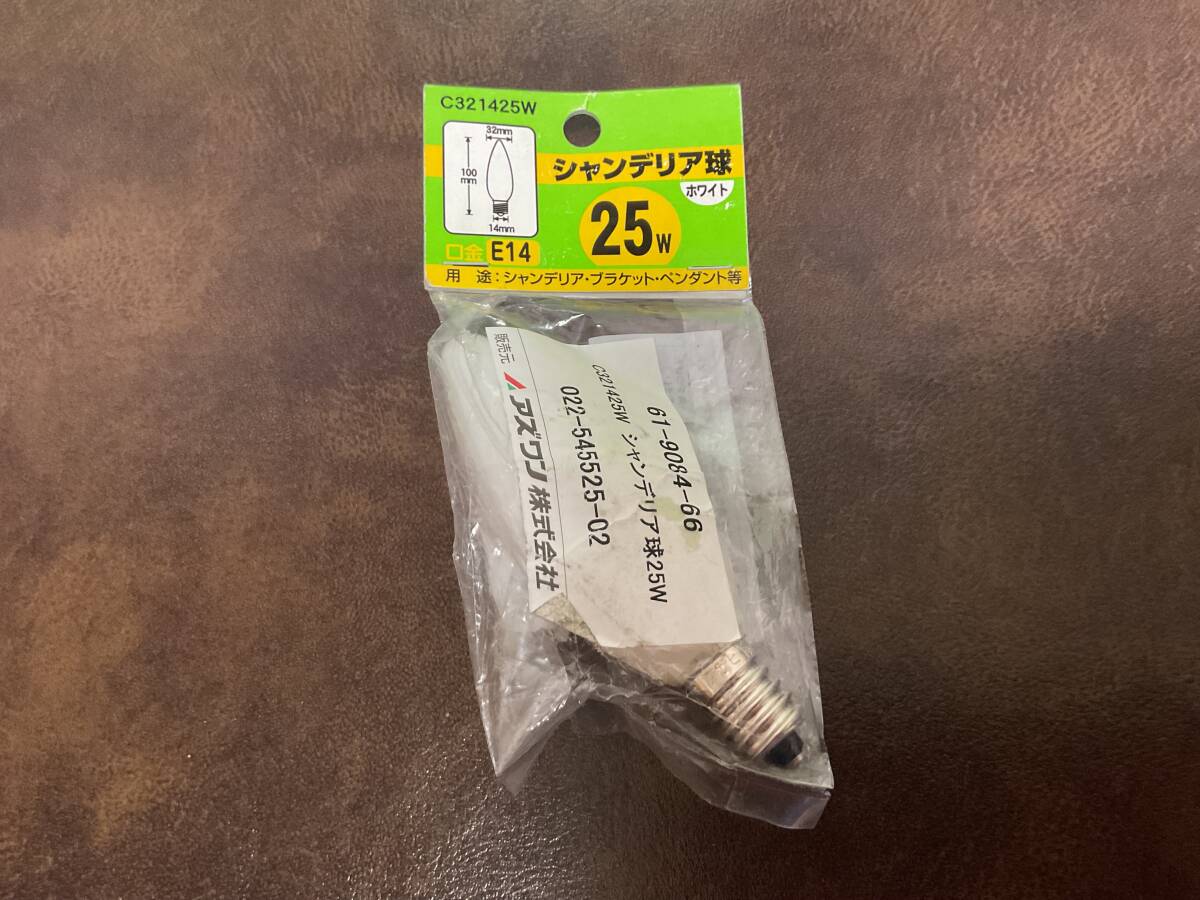 C321425W
32mm
100mm
14mm
シャンデリア球
ホワイト
25W
口金 E14
用 途:シャンデリア・ブラケット・ペンダント等
61-9084-66
C321425W シャンデリア球25W
022-545525-02
販売元 アズワン株式会社